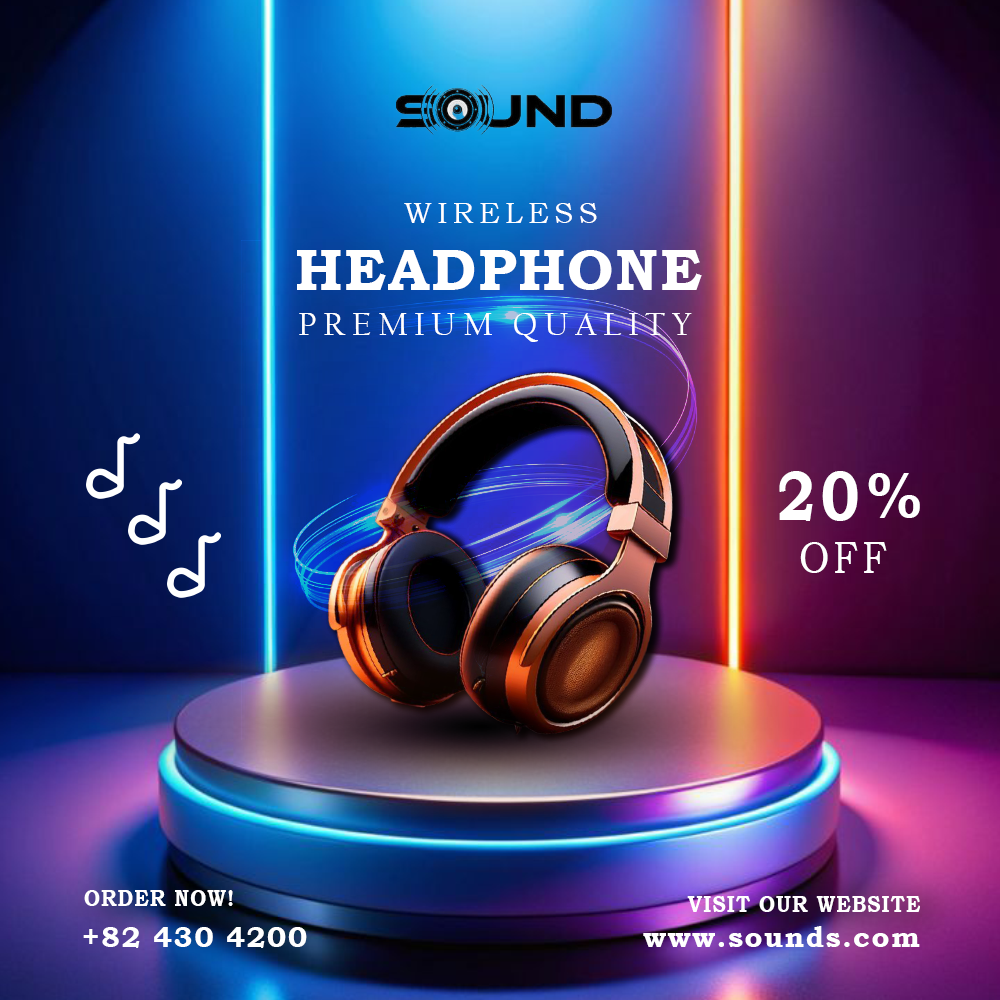 SOUND
WIRELESS
HEADPHONE
PREMIUM QUALITY
20%
OFF
ORDER NOW!
+82 430 4200
VISIT OUR WEBSITE
www.sounds.com